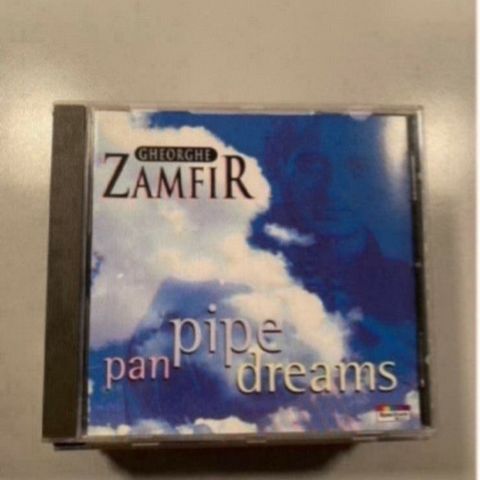 GHEORGHE
ZAMFIR
pan pipe
dreams